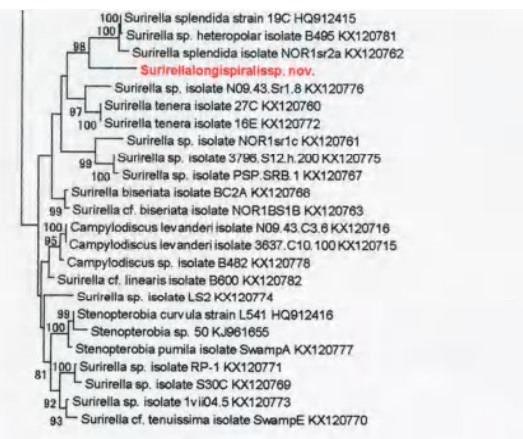 100 Surirella splendida strain 19C HQ912415
100 Surirella sp. heteropolar isolate B495 KX120781
Surirella splendida isolate NOR1sr2a KX120762
98
Surirellalongispiralissp. nov.
Surirella sp. isolate N09.43.Sr1.8 KX120776
Surirella tenera isolate 27C KX120760
97
100 Surirella tenera isolate 16E KX120772
Surirella sp. isolate NOR1sr1c KX120761
99 Surirella sp. isolate 3796.S12.h.200 KX120775
100 Surirella sp. isolate PSP.SRB.1 KX120767
Surirella biseriata isolate BC2A KX120766
99 Surirella cf. biseriata isolate NOR1BS1B KX120763
100 Campylodiscus levanderi isolate N09.43.C3.6 KX120716
95 Campylodiscus levanderi isolate 3637.C10.100 KX120715
Campylodiscus sp. isolate B482 KX120778
Surirella cf. linearis isolate B600 KX120782
Surirella sp. isolate LS2 KX120774
99 Stenopterobia curvula strain L541 HQ912416
100 Stenopterobia sp. 50 KJ961655
Stenopterobia pumila isolate SwampA KX120777
81 100 Surirella sp. isolate RP-1 KX120771
Surirella sp. isolate S30C KX120769
92 Surirella sp. isolate 1vii04.5 KX120773
93 Surirella cf. tenuissima isolate SwampE KX120770